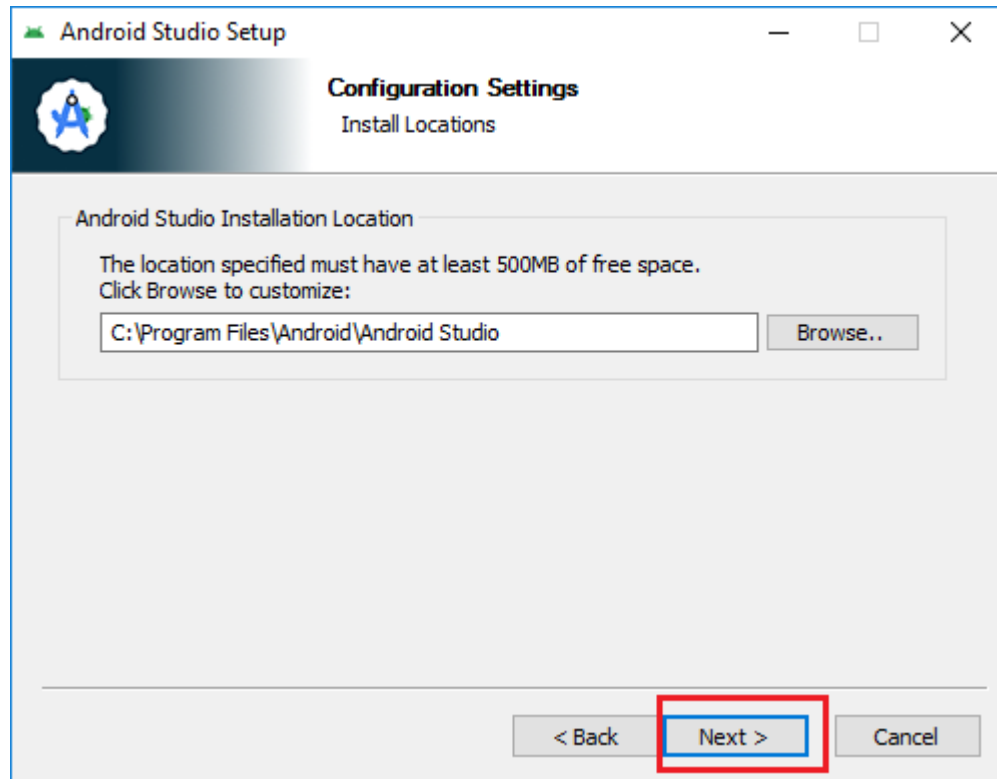 Android Studio Setup
Configuration Settings
Install Locations
Android Studio Installation Location
The location specified must have at least 500MB of free space.
Click Browse to customize:
C:\Program Files\Android\Android Studio
Browse..
< Back
Next >
Cancel